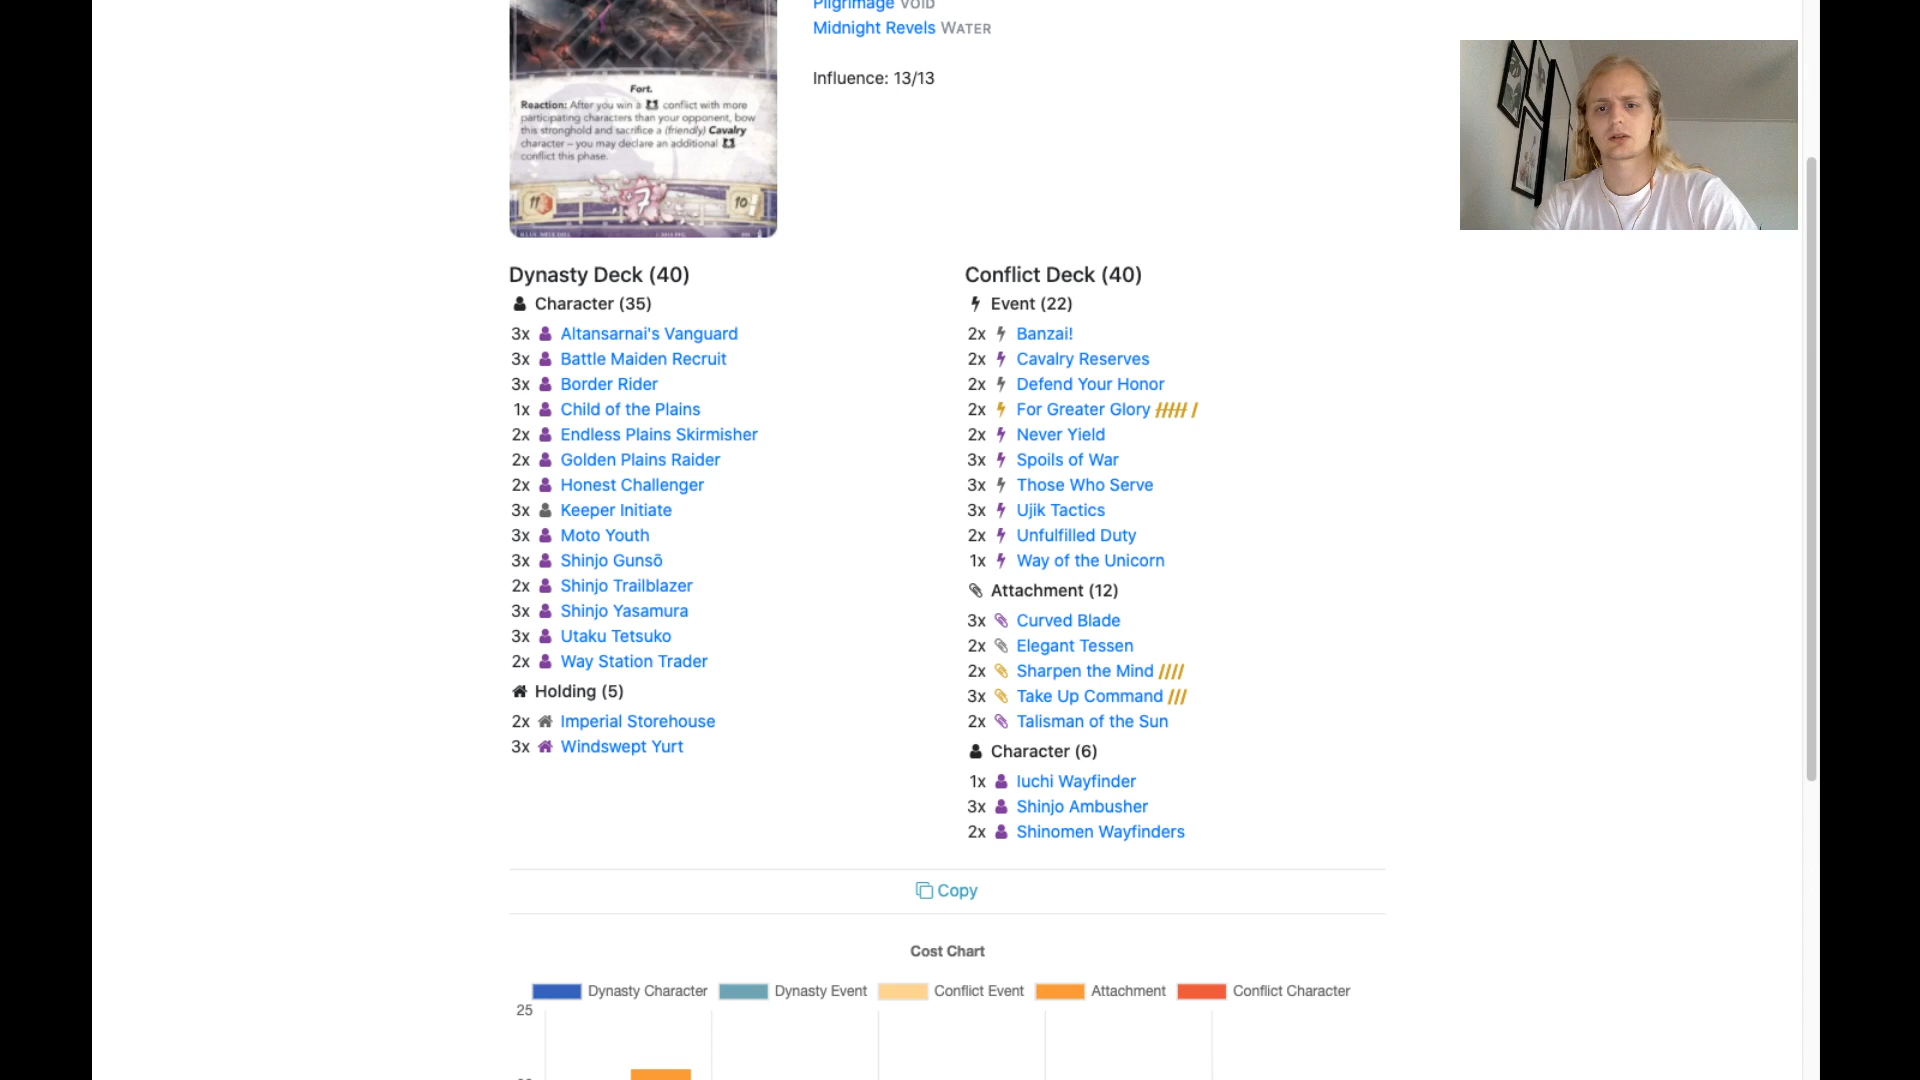 Pilgrimage VOID
Midnight Revels WATER
Influence: 13/13
Fort.
Reaction: After you win a conflict with more
participating characters than your opponent, bow
this stronghold and sacrifice a (friendly) Cavalry
character – you may declare an additional
conflict this phase.
11
7
10
Dynasty Deck (40)
Character (35)
3x Altansarnai's Vanguard
3x Battle Maiden Recruit
3x Border Rider
1x Child of the Plains
2x Endless Plains Skirmisher
2x Golden Plains Raider
2x Honest Challenger
3x Keeper Initiate
3x Moto Youth
3x Shinjo Gunsō
2x Shinjo Trailblazer
3x Shinjo Yasamura
3x Utaku Tetsuko
2x Way Station Trader
Holding (5)
2x Imperial Storehouse
3x Windswept Yurt
Conflict Deck (40)
Event (22)
2x Banzai!
2x Cavalry Reserves
2x Defend Your Honor
2x For Greater Glory
2x Never Yield
3x Spoils of War
3x Those Who Serve
3x Ujik Tactics
2x Unfulfilled Duty
1x Way of the Unicorn
Attachment (12)
3x Curved Blade
2x Elegant Tessen
2x Sharpen the Mind
3x Take Up Command
2x Talisman of the Sun
Character (6)
1x Iuchi Wayfinder
3x Shinjo Ambusher
2x Shinomen Wayfinders
Copy
Cost Chart
Dynasty Character Dynasty Event Conflict Event Attachment Conflict Character
25